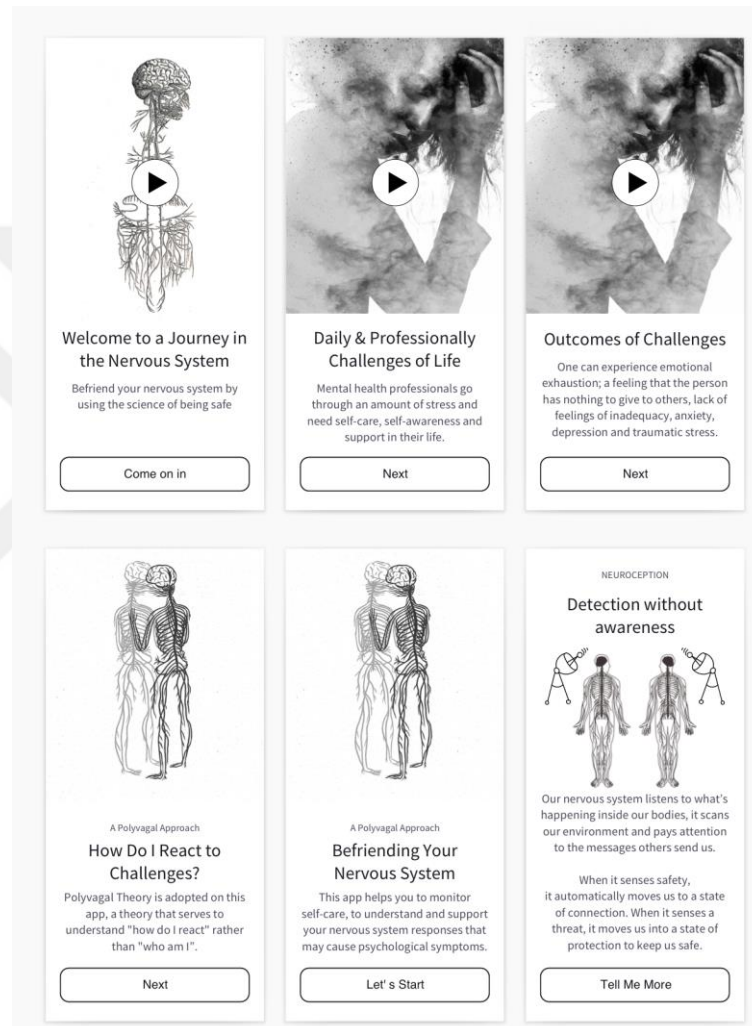 Welcome to a Journey in
the Nervous System
Befriend your nervous system by
using the science of being safe
Come on in
Daily & Professionally
Challenges of Life
Mental health professionals go
through an amount of stress and
need self-care, self-awareness and
support in their life.
Next
Outcomes of Challenges
One can experience emotional
exhaustion; a feeling that the person
has nothing to give to others, lack of
feelings of inadequacy, anxiety,
depression and traumatic stress.
Next
A Polyvagal Approach
How Do I React to
Challenges?
Polyvagal Theory is adopted on this
app, a theory that serves to
understand "how do I react" rather
than "who am I".
Next
A Polyvagal Approach
Befriending Your
Nervous System
This app helps you to monitor
self-care, to understand and support
your nervous system responses that
may cause psychological symptoms.
Let' s Start
NEUROCEPTION
Detection without
awareness
Our nervous system listens to what's
happening inside our bodies, it scans
our environment and pays attention
to the messages others send us.
When it senses safety,
it automatically moves us to a state
of connection. When it senses a
threat, it moves us into a state of
protection to keep us safe.
Tell Me More